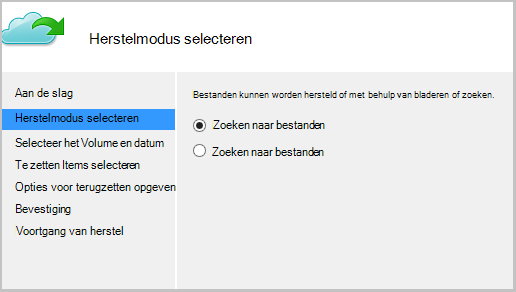 Herstelmodus selecteren
Aan de slag
Herstelmodus selecteren
Selecteer het Volume en datum
Te zetten Items selecteren
Opties voor terugzetten opgeven
Bevestiging
Voortgang van herstel
Bestanden kunnen worden hersteld of met behulp van bladeren of zoeken.
Zoeken naar bestanden
Zoeken naar bestanden